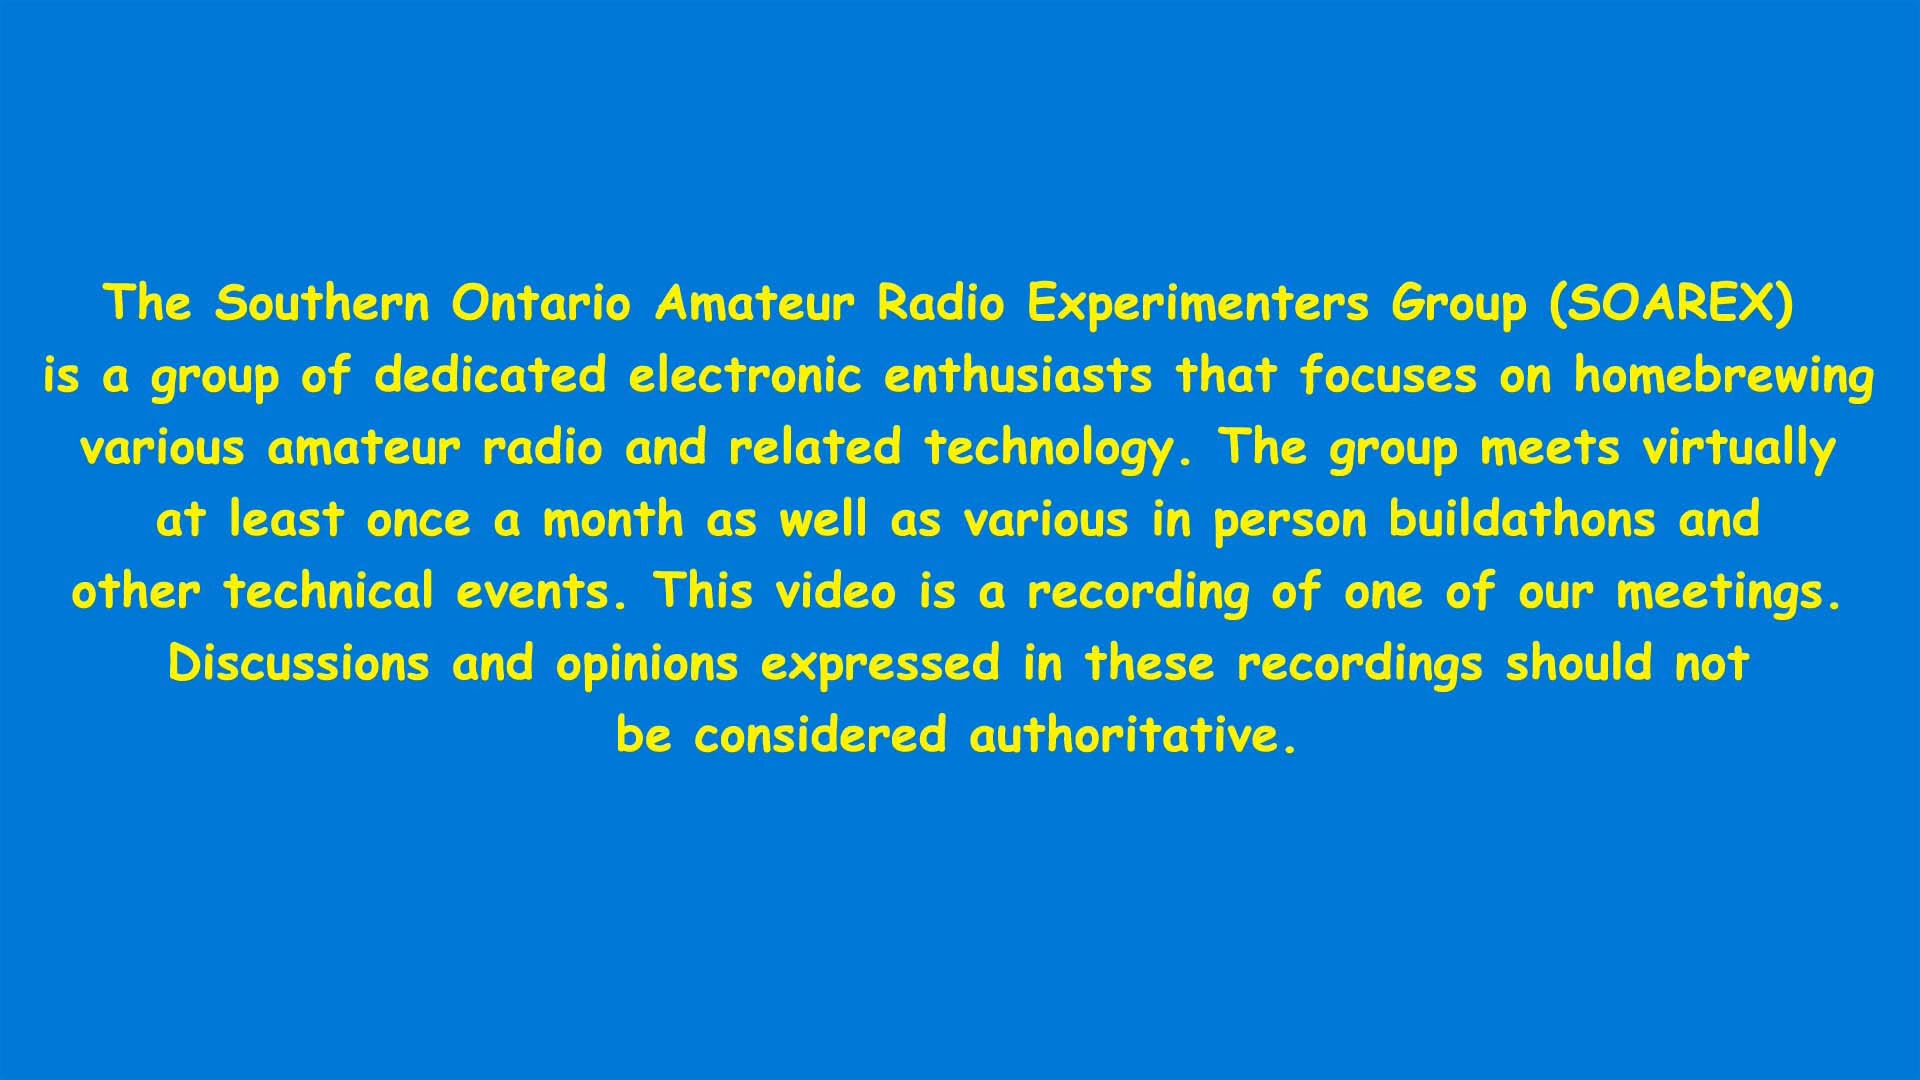 The Southern Ontario Amateur Radio Experimenters Group (SOAREX)
is a group of dedicated electronic enthusiasts that focuses on homebrewing
various amateur radio and related technology. The group meets virtually
at least once a month as well as various in person buildathons and
other technical events. This video is a recording of one of our meetings.
Discussions and opinions expressed in these recordings should not
be considered authoritative.